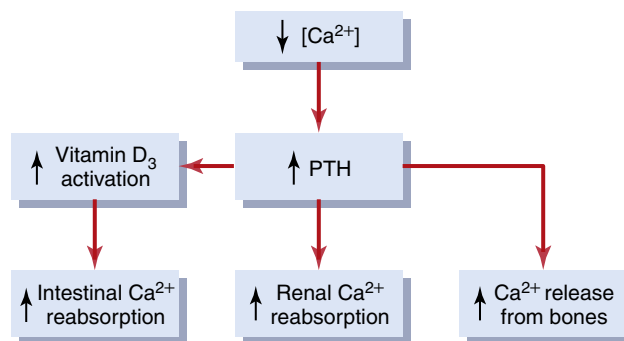 ↓ [Ca²⁺]
↑ Vitamin D₃
activation
↑ PTH
↑ Intestinal Ca²⁺
reabsorption
↑ Renal Ca²⁺
reabsorption
↑ Ca²⁺ release
from bones